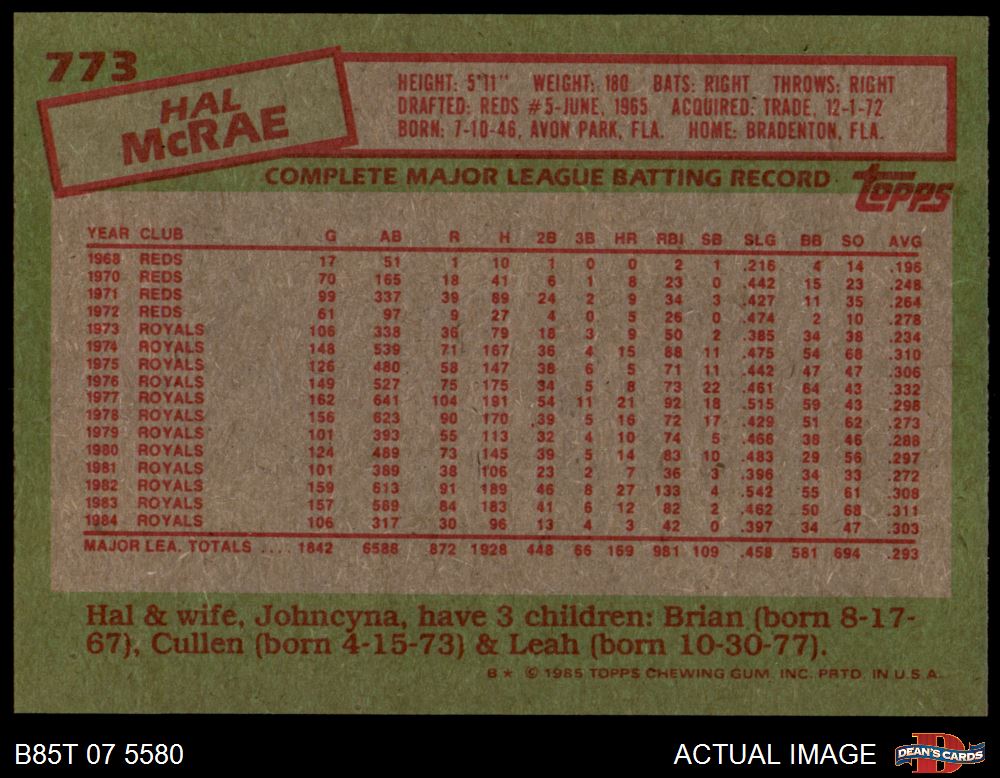 773
HAL
McRAE
HEIGHT: 5'11" WEIGHT: 180 BATS: RIGHT THROWS: RIGHT
DRAFTED: REDS #5-JUNE, 1965 ACQUIRED: TRADE, 12-1-72
BORN: 7-10-46, AVON PARK, FLA. HOME: BRADENTON, FLA.
COMPLETE MAJOR LEAGUE BATTING RECORD
topps
YEAR CLUB G AB R H 2B 3B HR RBI SB SLG BB SO AVG
1968 REDS 17 51 1 10 1 0 0 2 1 .216 4 14 .196
1970 REDS 70 165 18 41 6 1 8 23 0 .442 15 23 .248
1971 REDS 99 337 39 89 24 2 9 34 3 .427 11 35 .264
1972 REDS 61 97 9 27 4 0 5 26 0 .474 2 10 .278
1973 ROYALS 106 338 36 79 18 3 9 50 2 .385 34 38 .234
1974 ROYALS 148 539 71 167 36 4 15 88 11 .475 54 68 .310
1975 ROYALS 126 480 58 147 38 6 5 71 11 .442 47 47 .306
1976 ROYALS 149 527 75 175 34 5 8 73 22 .461 64 43 .332
1977 ROYALS 162 641 104 191 54 11 21 92 18 .515 59 43 .298
1978 ROYALS 156 623 90 170 39 5 16 72 17 .429 51 62 .273
1979 ROYALS 101 393 55 113 32 4 10 74 5 .466 38 46 .288
1980 ROYALS 124 489 73 145 39 5 14 83 10 .483 29 56 .297
1981 ROYALS 101 389 38 106 23 2 7 36 3 .396 34 33 .272
1982 ROYALS 159 613 91 189 46 8 27 133 4 .542 55 61 .308
1983 ROYALS 157 589 84 183 41 6 12 82 2 .462 50 68 .311
1984 ROYALS 106 317 30 96 13 4 3 42 0 .397 34 47 .303
MAJOR LEA. TOTALS .... 1842 6588 872 1928 448 66 169 981 109 .458 581 694 .293
Hal & wife, Johncyna, have 3 children: Brian (born 8-17-
67), Cullen (born 4-15-73) & Leah (born 10-30-77).
B* © 1985 TOPPS CHEWING GUM, INC. PRTD. IN U.S.A.
B85T 07 5580
ACTUAL IMAGE
D
DEAN'S CARDS